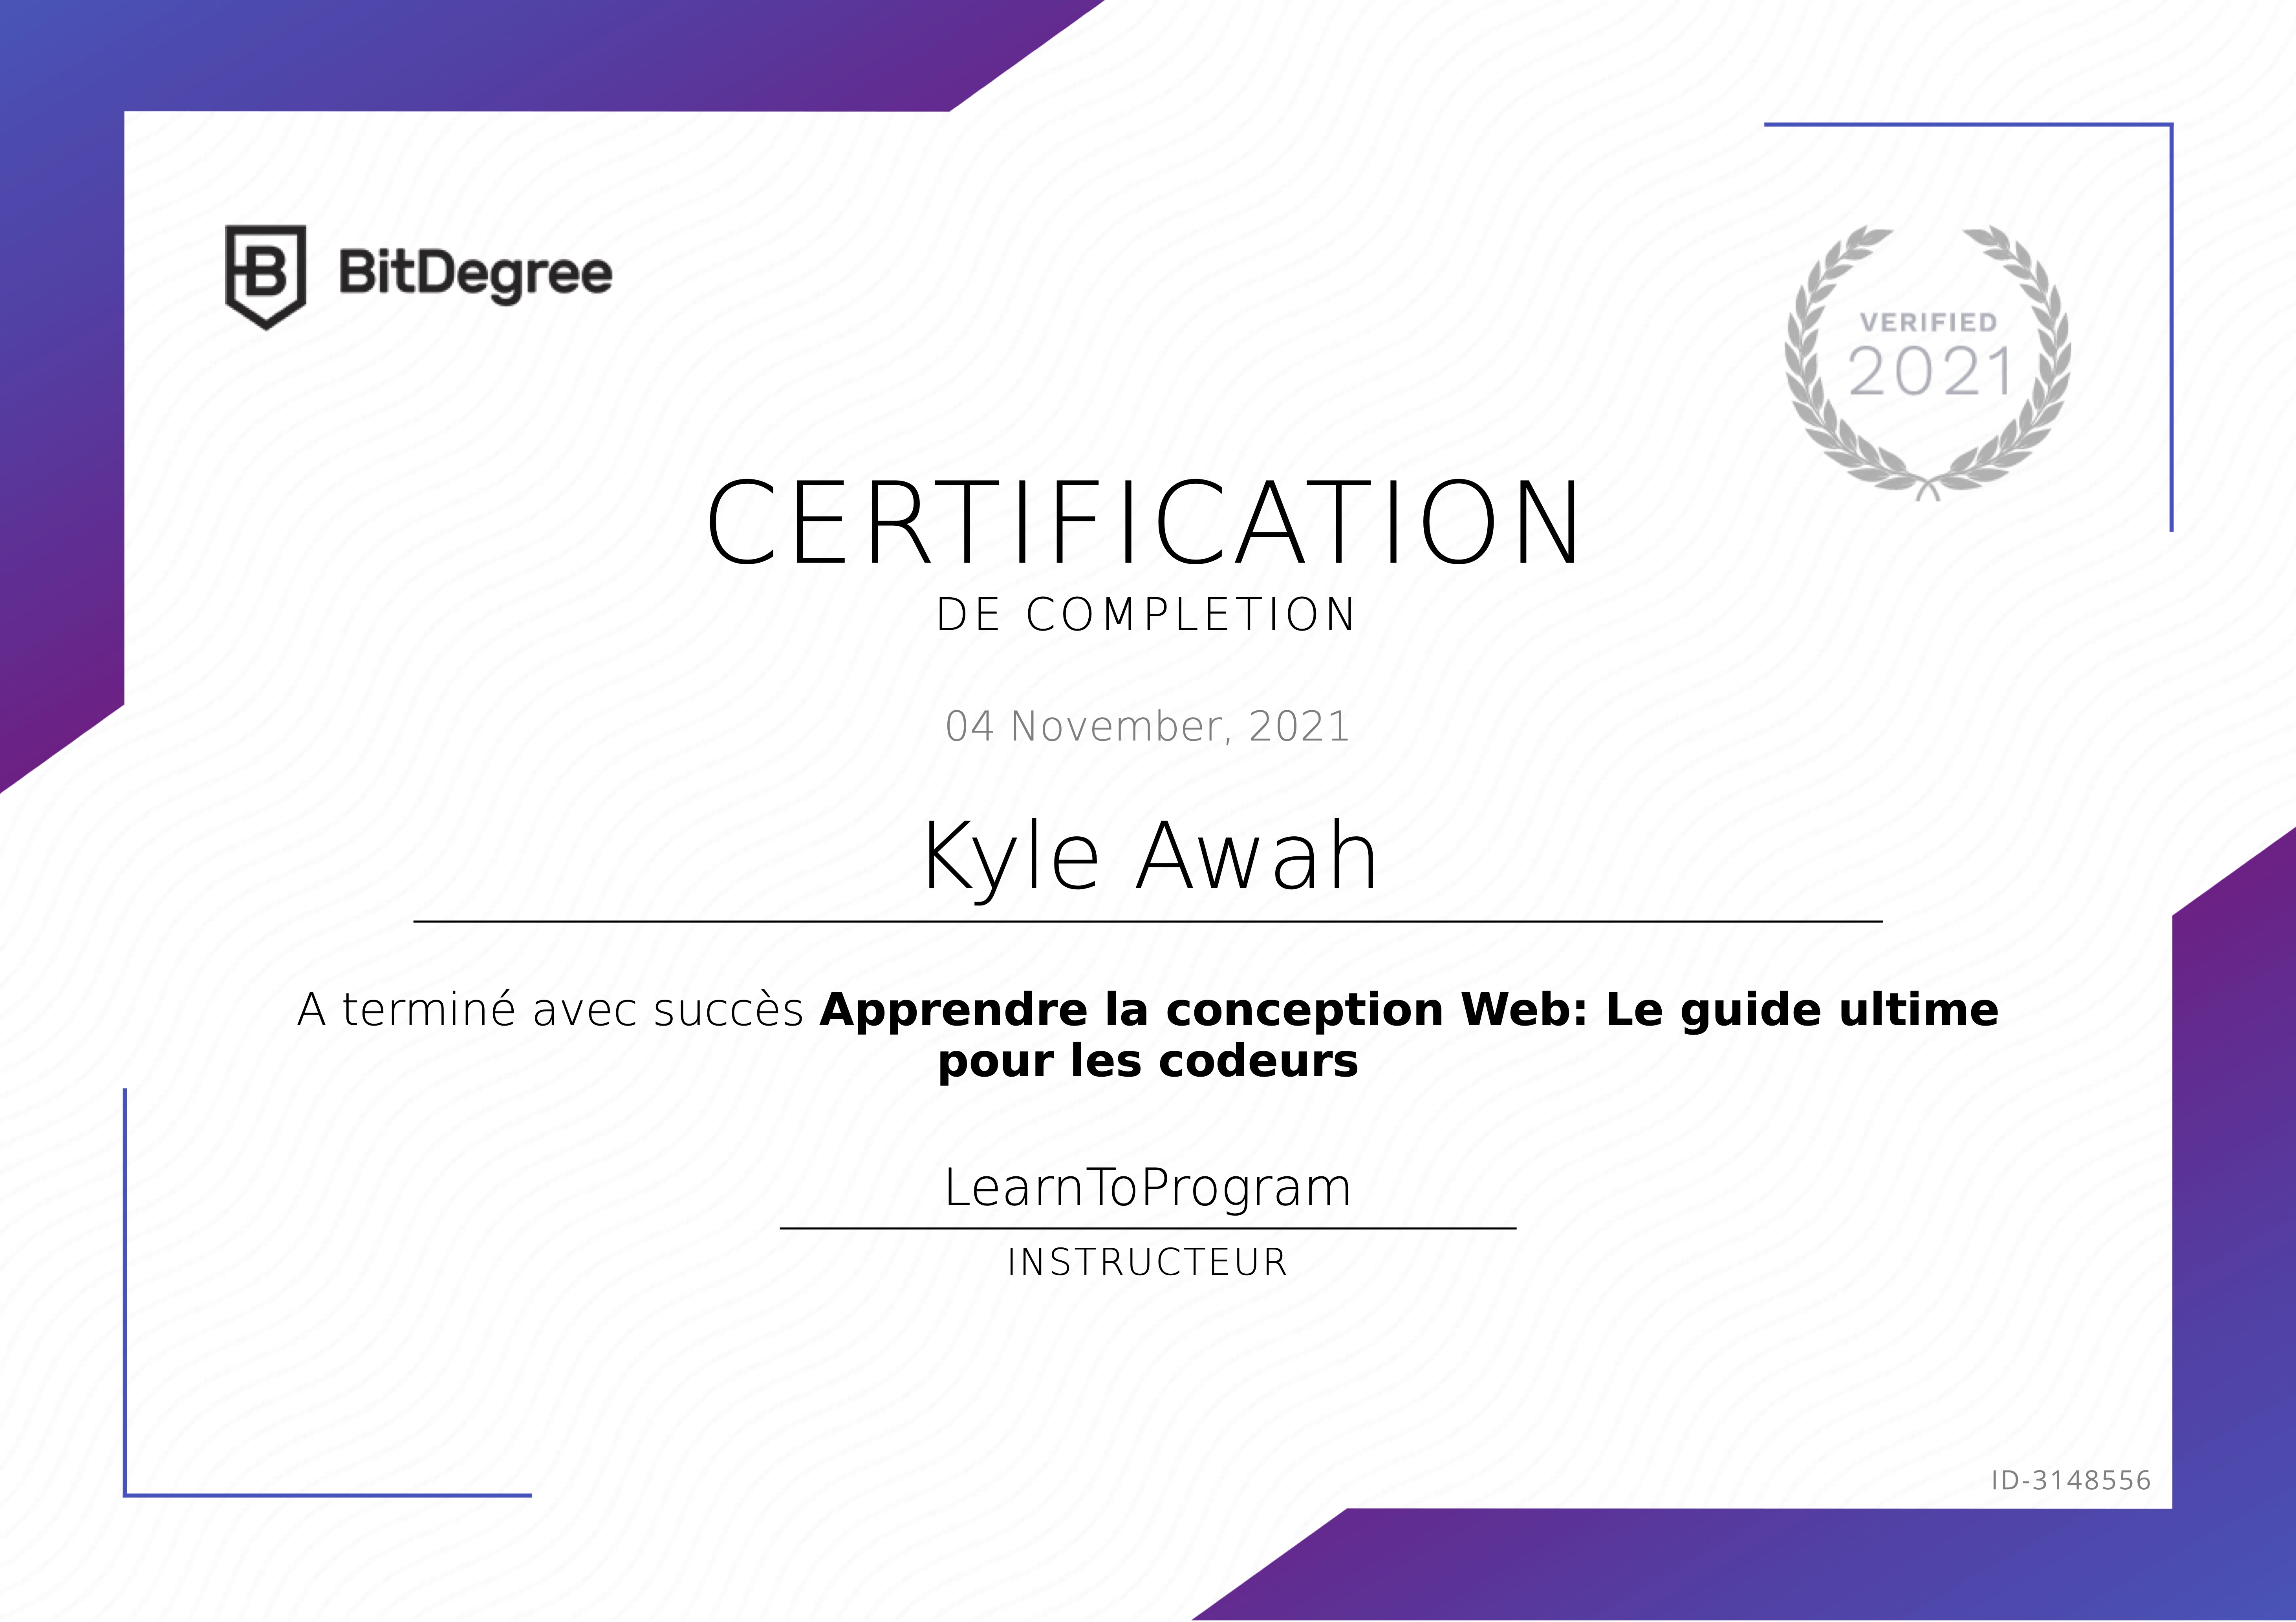 BitDegree
VERIFIED
2021
CERTIFICATION
DE COMPLETION
04 November, 2021
Kyle Awah
A terminé avec succès Apprendre la conception Web: Le guide ultime
pour les codeurs
LearnToProgram
INSTRUCTEUR
ID-3148556